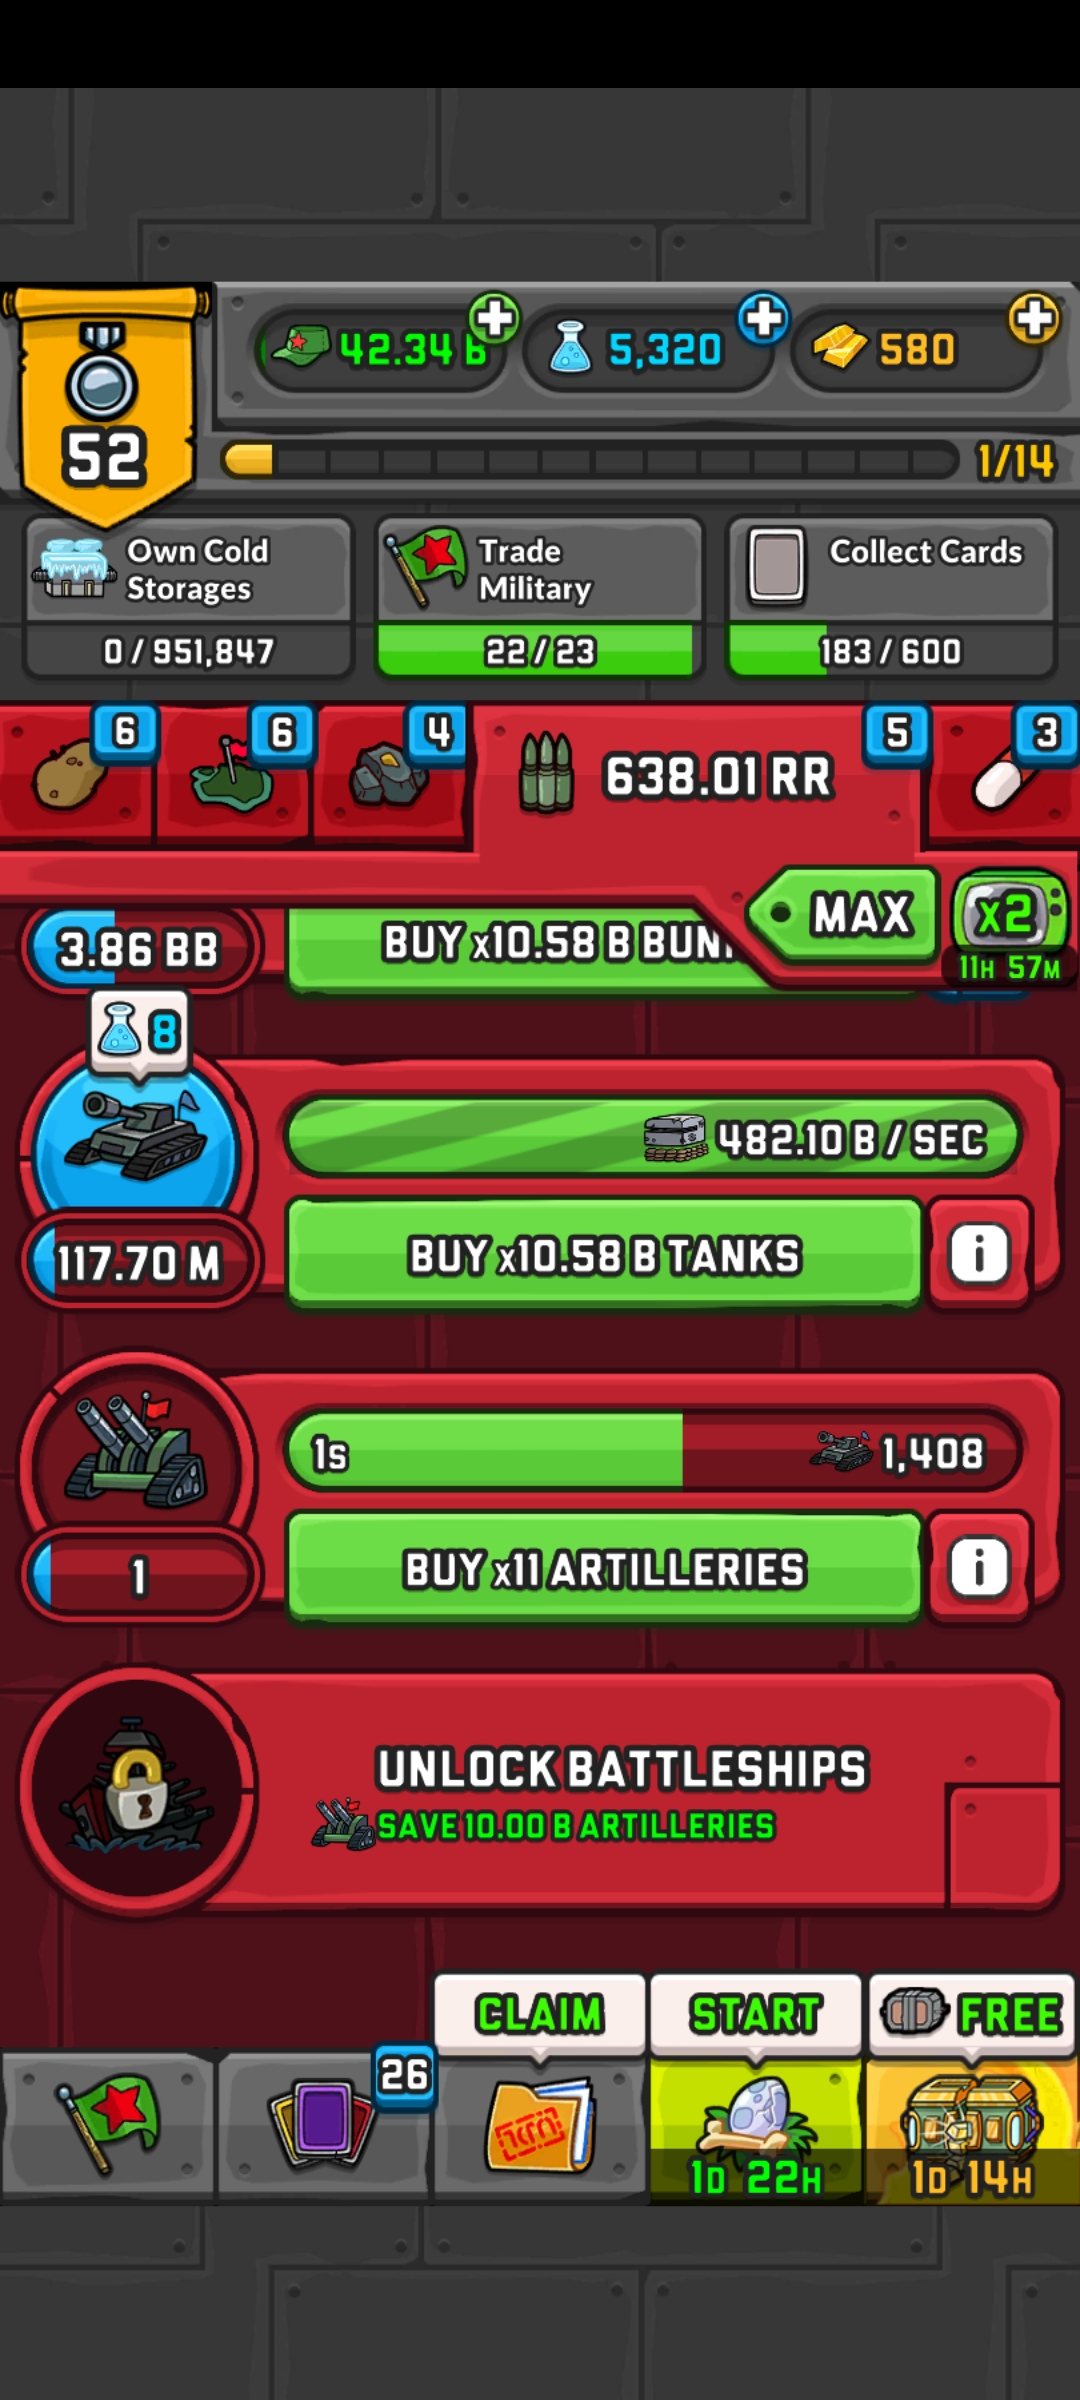 42.34 B
5,320
580
52
1/14
Own Cold
Storages
0 / 951,847
Trade
Military
22 / 23
Collect Cards
183 / 600
6
6
4
638.01 RR
5
3
MAX
x2
11H 57M
3.86 BB
BUY x10.58 B BUN
8
482.10 B / SEC
117.70 M
BUY x10.58 B TANKS
i
1s
1,408
1
BUY x11 ARTILLERIES
i
UNLOCK BATTLESHIPS
SAVE 10.00 B ARTILLERIES
CLAIM
START
FREE
26
1D 22H
1D 14H